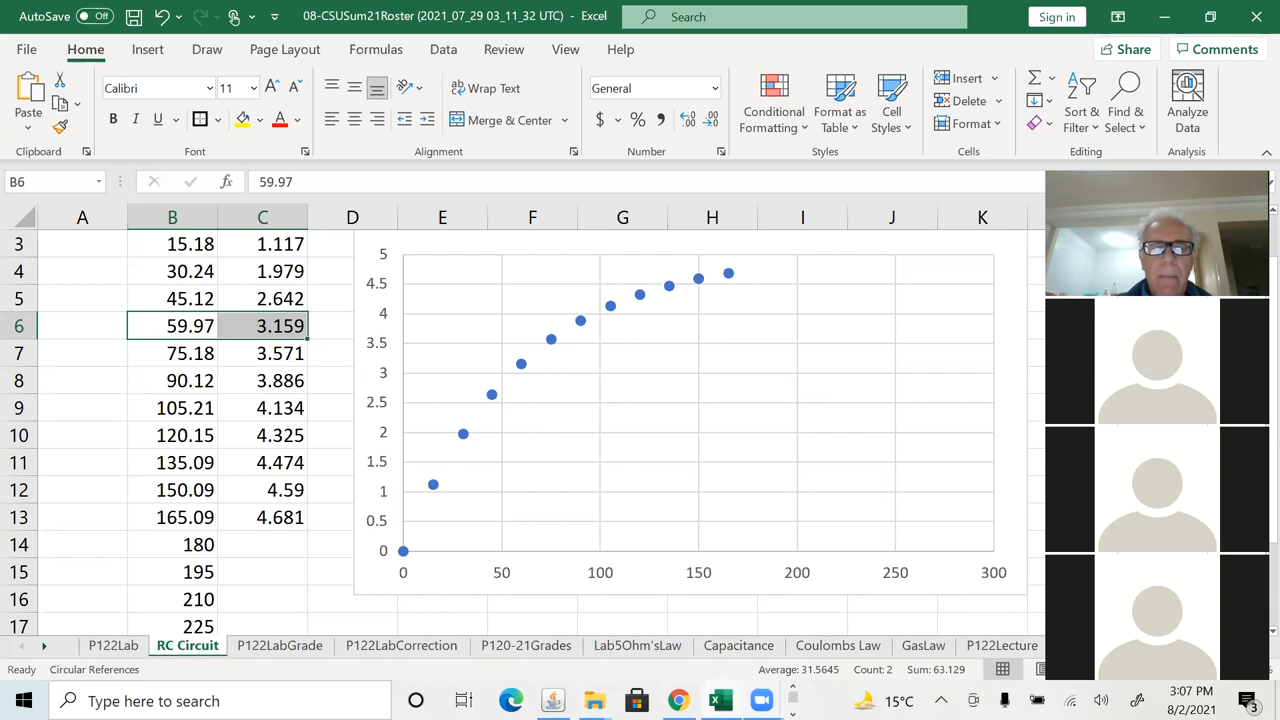 AutoSave Off 08-CSUSum21Roster (2021_07_29 03_11_32 UTC) - Excel Search Sign in
File Home Insert Draw Page Layout Formulas Data Review View Help Share Comments
Paste
Calibri 11
B I U A
Wrap Text
Merge & Center
General
$ % ,
Conditional Formatting
Format as Table
Cell Styles
Insert
Delete
Format
Sort & Filter
Find & Select
Analyze Data
Clipboard Font Alignment Number Styles Cells Editing Analysis
B6 fx 59.97
A B C D E F G H I J K
3 15.18 1.117
4 30.24 1.979
5 45.12 2.642
6 59.97 3.159
7 75.18 3.571
8 90.12 3.886
9 105.21 4.134
10 120.15 4.325
11 135.09 4.474
12 150.09 4.59
13 165.09 4.681
14 180
15 195
16 210
17 225
5
4.5
4
3.5
3
2.5
2
1.5
1
0.5
0
0 50 100 150 200 250 300
P122Lab RC Circuit P122LabGrade P122LabCorrection P120-21Grades Lab5Ohm'sLaw Capacitance Coulombs Law GasLaw P122Lecture
Ready Circular References Average: 31.5645 Count: 2 Sum: 63.129
Type here to search 15°C 3:07 PM
8/2/2021 3